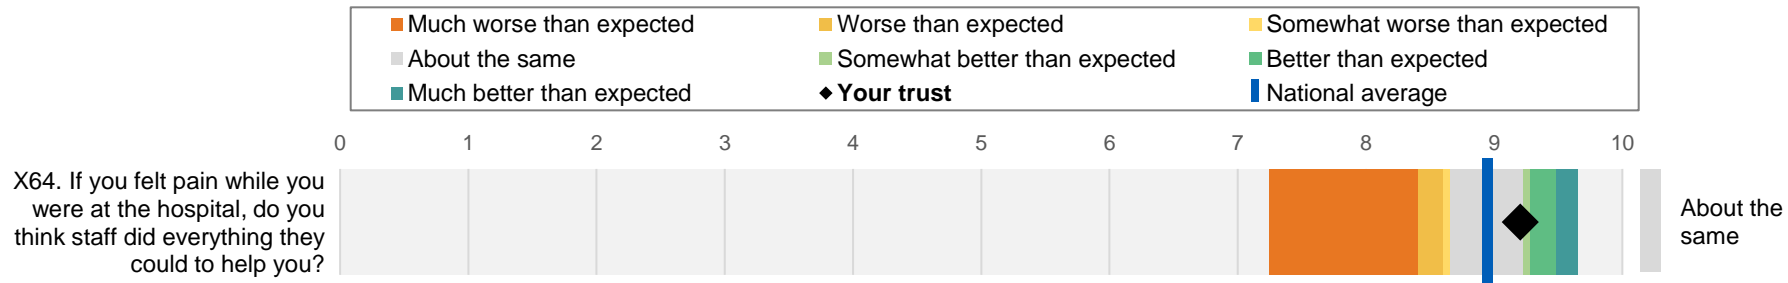 Much worse than expected
Worse than expected
Somewhat worse than expected
About the same
Somewhat better than expected
Better than expected
Much better than expected
Your trust
National average
0 1 2 3 4 5 6 7 8 9 10
X64. If you felt pain while you
were at the hospital, do you
think staff did everything they
could to help you?
About the
same